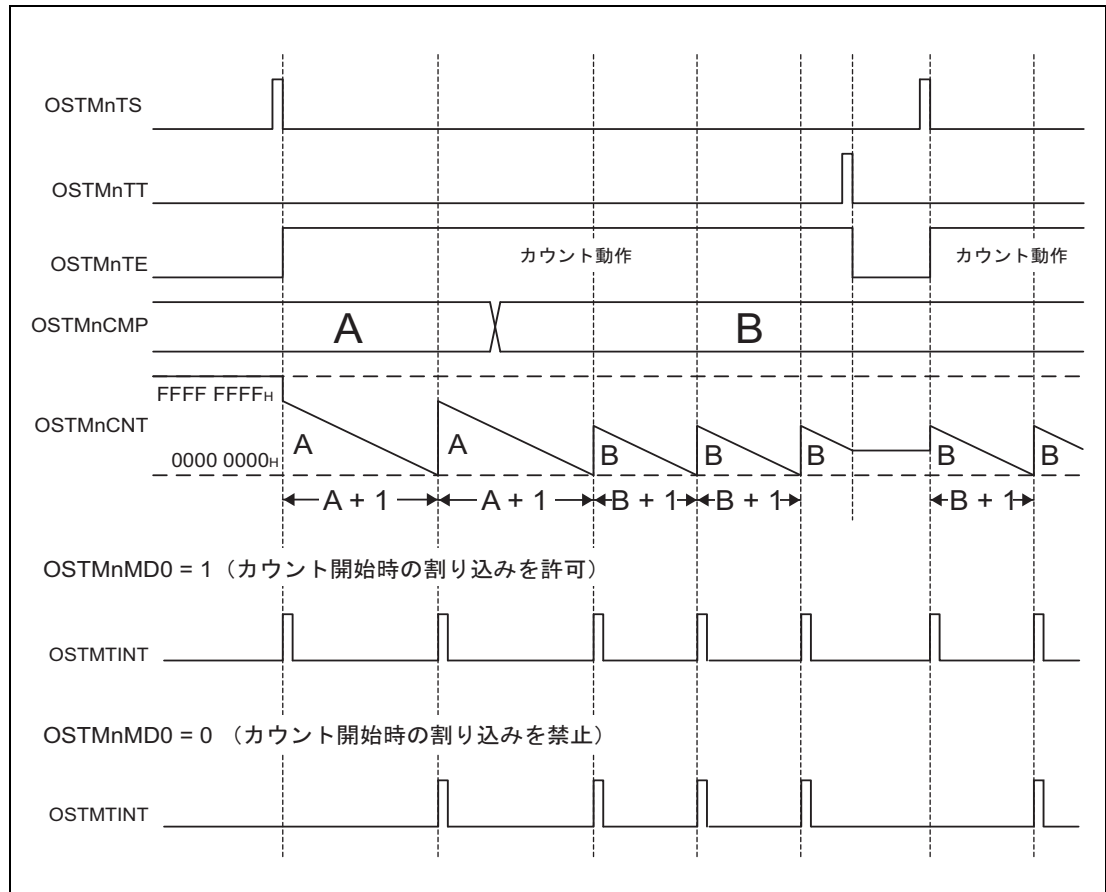 OSTMnTS
OSTMnTT
OSTMnTE
カウント動作
カウント動作
OSTMnCMP
A
B
FFFF FFFFH
OSTMnCNT
0000 0000H
A
A
B
B
B
B
B
A + 1
A + 1
B + 1
B + 1
B + 1
OSTMnMD0 = 1（カウント開始時の割り込みを許可）
OSTMTINT
OSTMnMD0 = 0 （カウント開始時の割り込みを禁止）
OSTMTINT